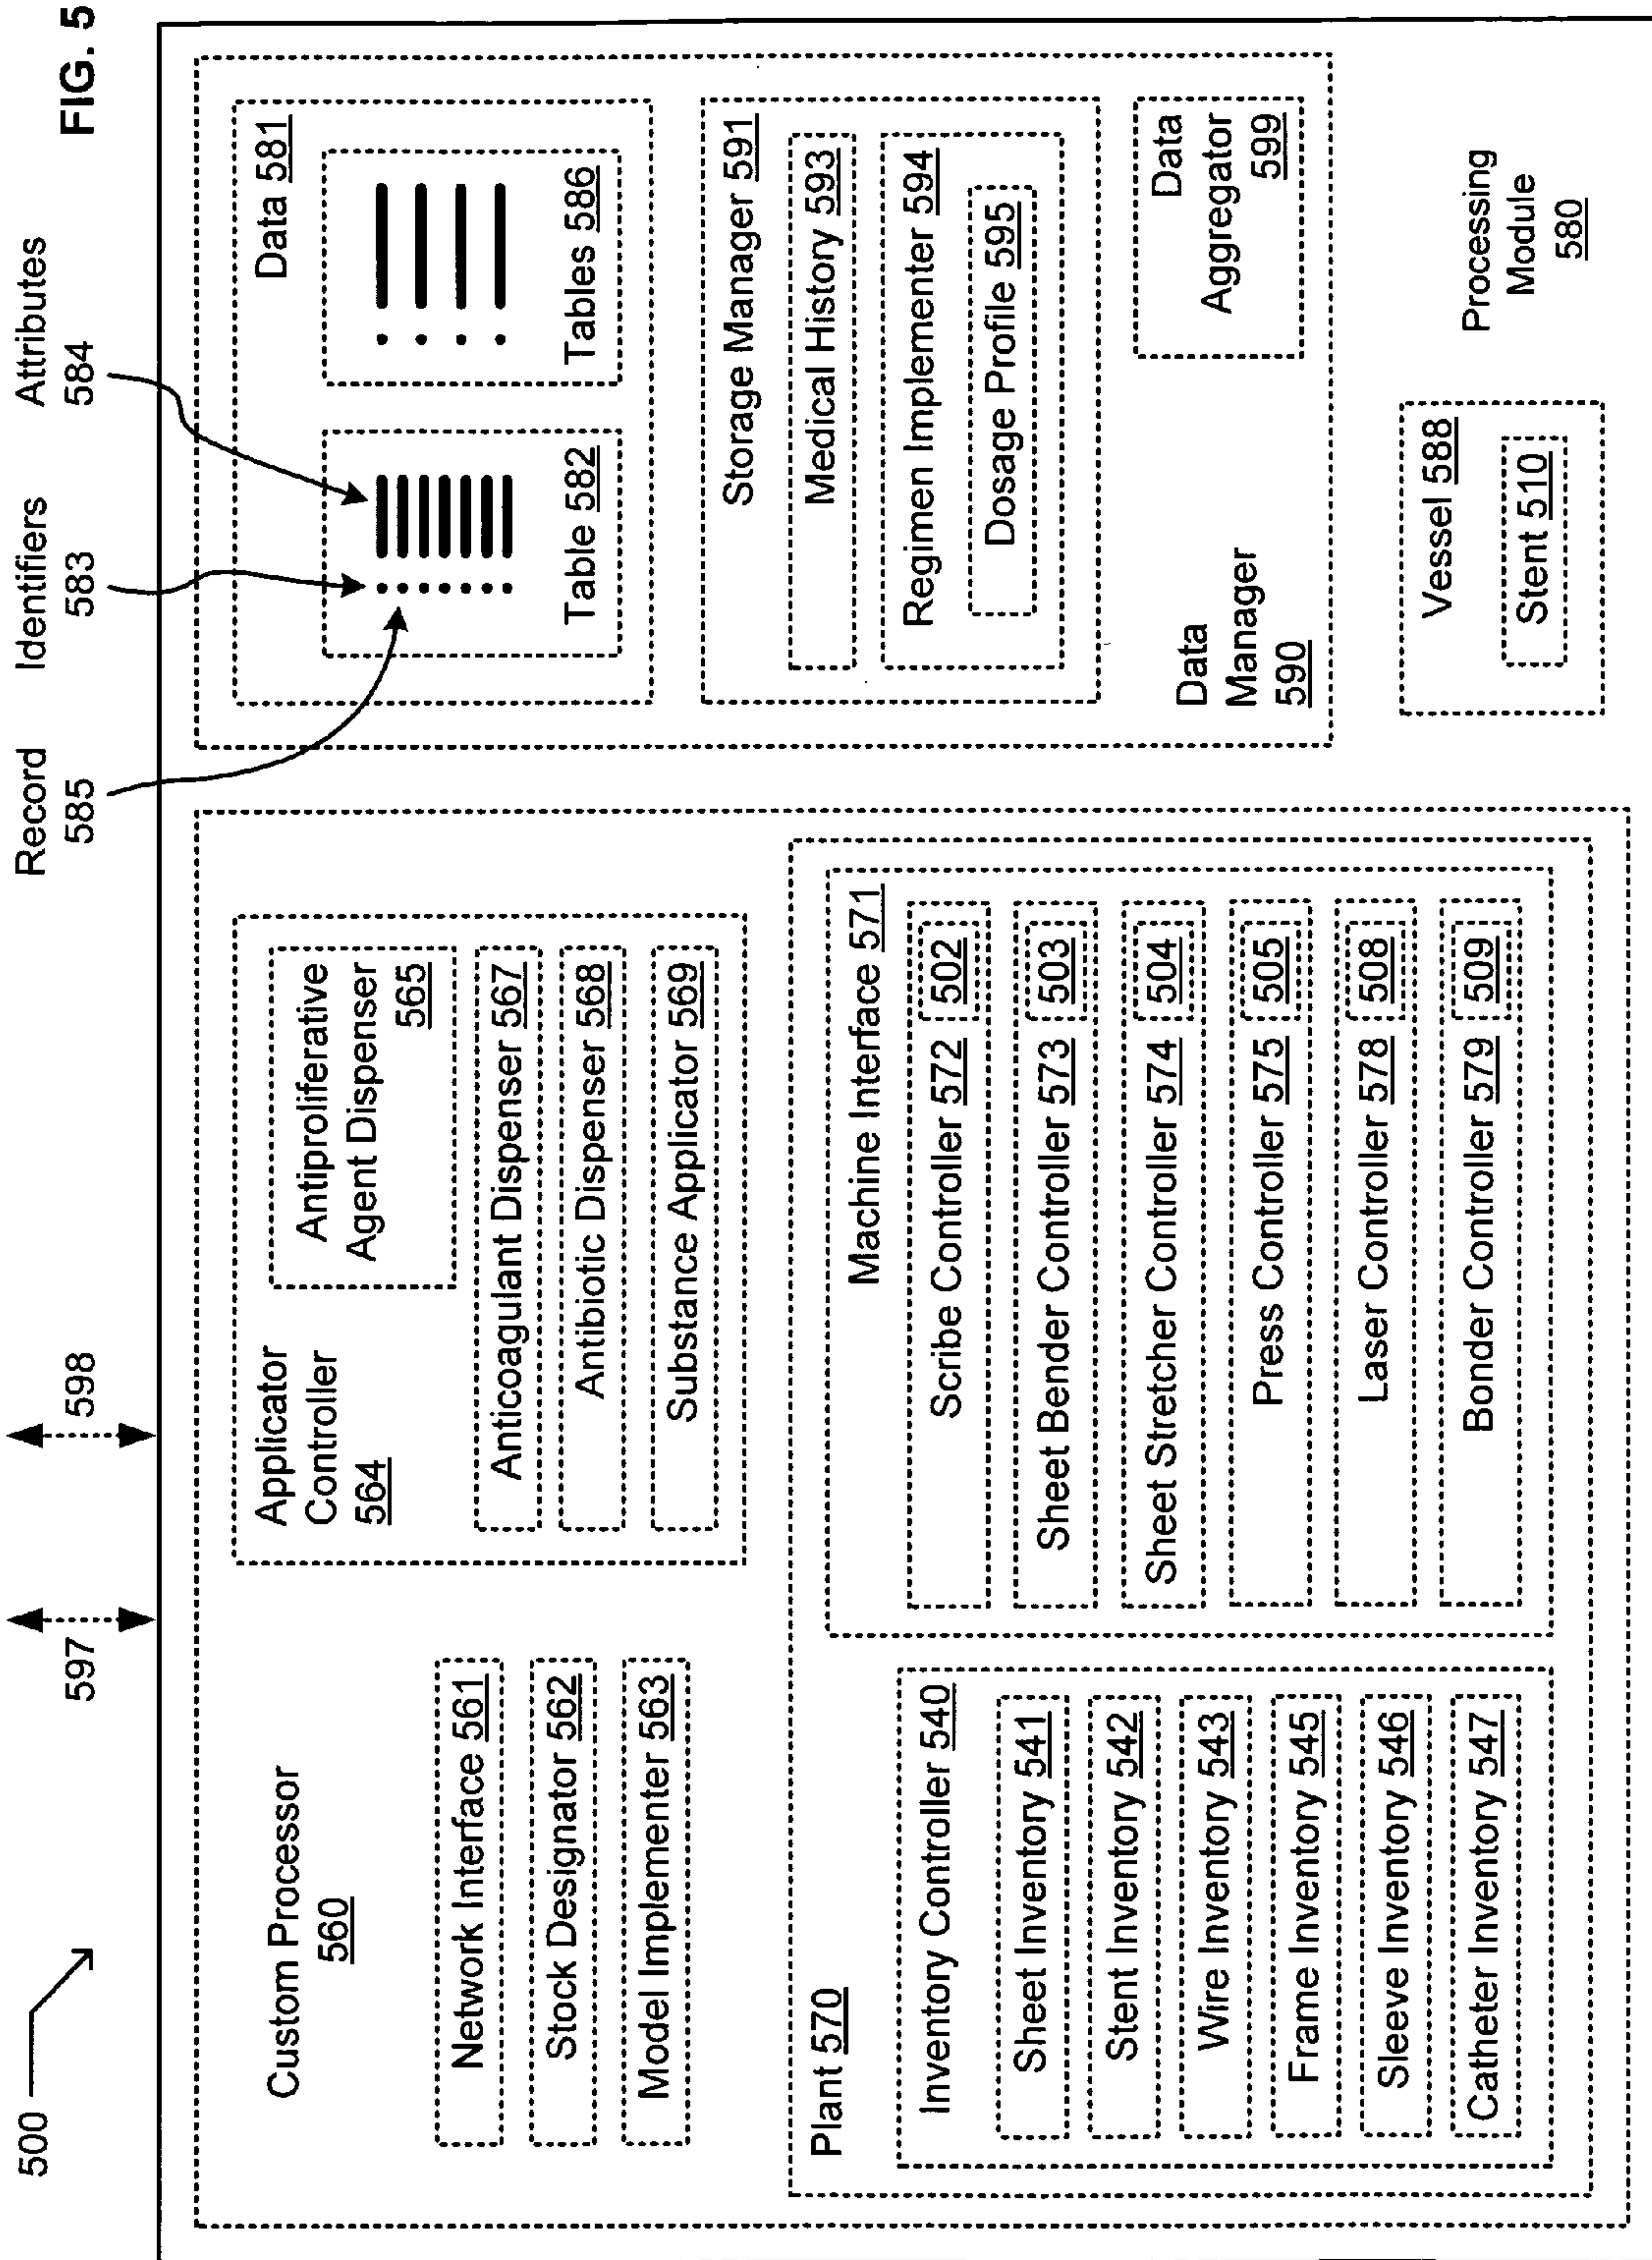 FIG. 5
500
597
598
Record
585
Identifiers
583
Attributes
584
Custom Processor
560
Network Interface 561
Stock Designator 562
Model Implementer 563
Applicator
Controller
564
Antiproliferative
Agent Dispenser
565
Anticoagulant Dispenser 567
Antibiotic Dispenser 568
Substance Applicator 569
Plant 570
Inventory Controller 540
Sheet Inventory 541
Stent Inventory 542
Wire Inventory 543
Frame Inventory 545
Sleeve Inventory 546
Catheter Inventory 547
Machine Interface 571
Scribe Controller 572 502
Sheet Bender Controller 573 503
Sheet Stretcher Controller 574 504
Press Controller 575 505
Laser Controller 578 508
Bonder Controller 579 509
Data 581
Table 582
Tables 586
Storage Manager 591
Medical History 593
Regimen Implementer 594
Dosage Profile 595
Data
Manager
590
Data
Aggregator
599
Vessel 588
Stent 510
Processing
Module
580